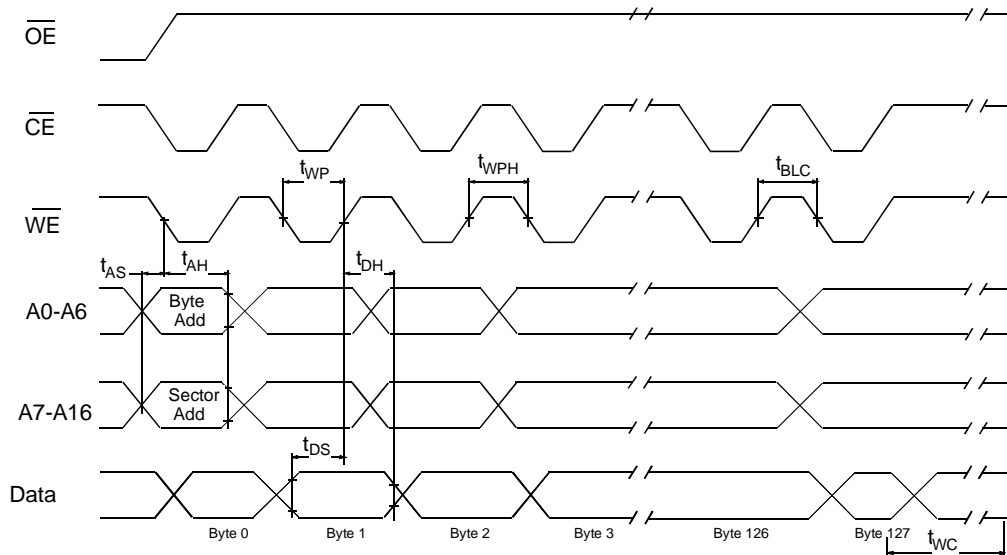 OE
CE
tWP
tWPH
tBLC
WE
tAS
tAH
tDH
A0-A6
Byte
Add
A7-A16
Sector
Add
tDS
Data
Byte 0
Byte 1
Byte 2
Byte 3
Byte 126
Byte 127
tWC